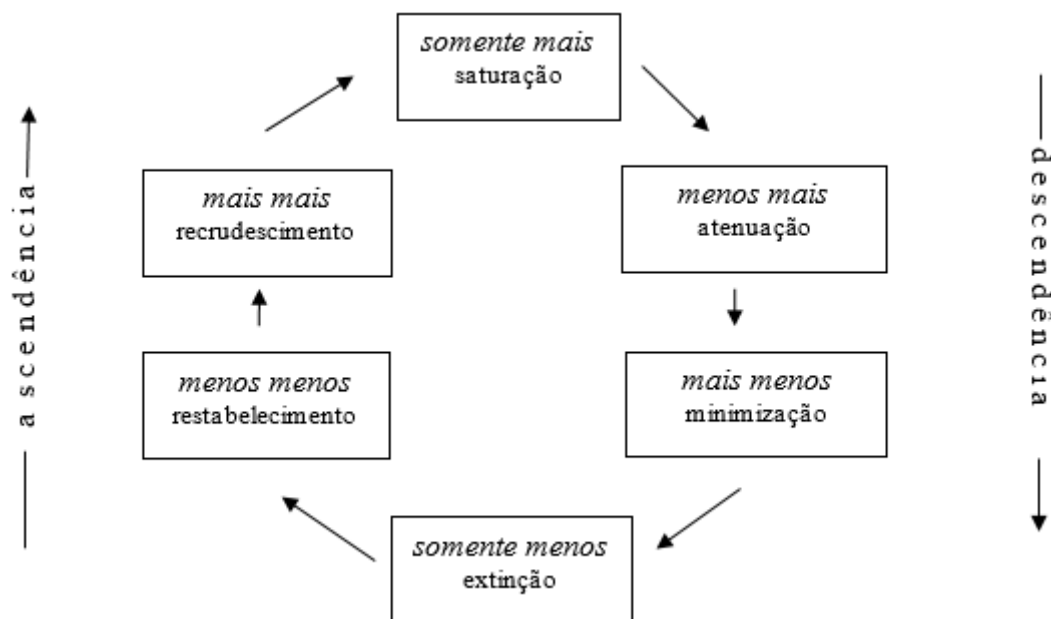 somente mais
saturação
mais mais
recrudescimento
menos mais
atenuação
menos menos
restabelecimento
mais menos
minimização
somente menos
extinção
ascendência
descendência